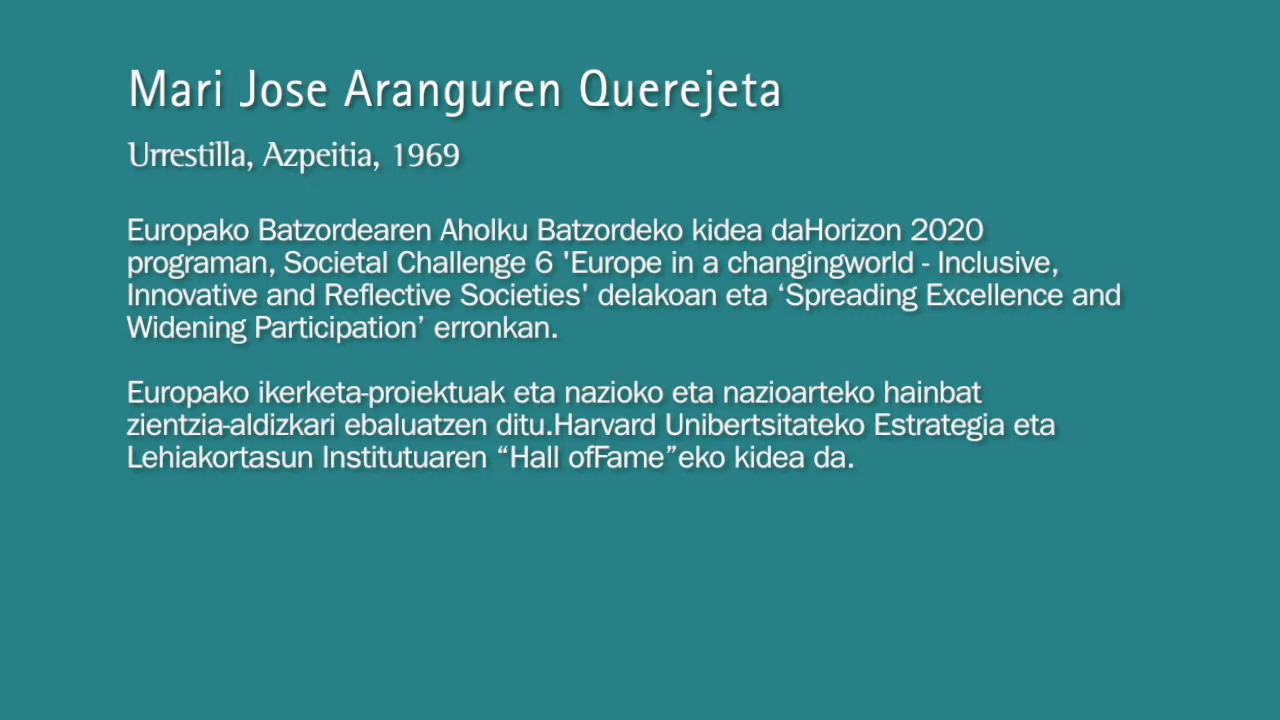 Mari Jose Aranguren Querejeta
Urrestilla, Azpeitia, 1969
Europako Batzordearen Aholku Batzordeko kidea daHorizon 2020
programan, Societal Challenge 6 'Europe in a changingworld - Inclusive,
Innovative and Reflective Societies' delakoan eta ‘Spreading Excellence and
Widening Participation’ erronkan.
Europako ikerketa-proiektuak eta nazioko eta nazioarteko hainbat
zientzia-aldizkari ebaluatzen ditu.Harvard Unibertsitateko Estrategia eta
Lehiakortasun Institutuaren “Hall ofFame”eko kidea da.